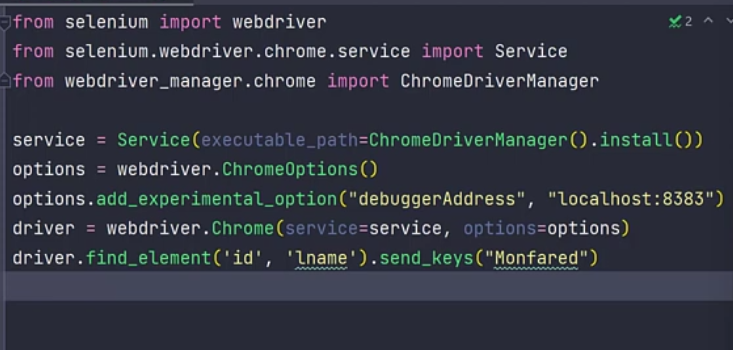 from selenium import webdriver
2
from selenium.webdriver.chrome.service import Service
from webdriver_manager.chrome import ChromeDriverManager
service = Service(executable_path=ChromeDriverManager().install())
options = webdriver.ChromeOptions()
options.add_experimental_option("debuggerAddress", "localhost:8383")
driver = webdriver.Chrome(service=service, options=options)
driver.find_element('id', 'lname').send_keys("Monfared")